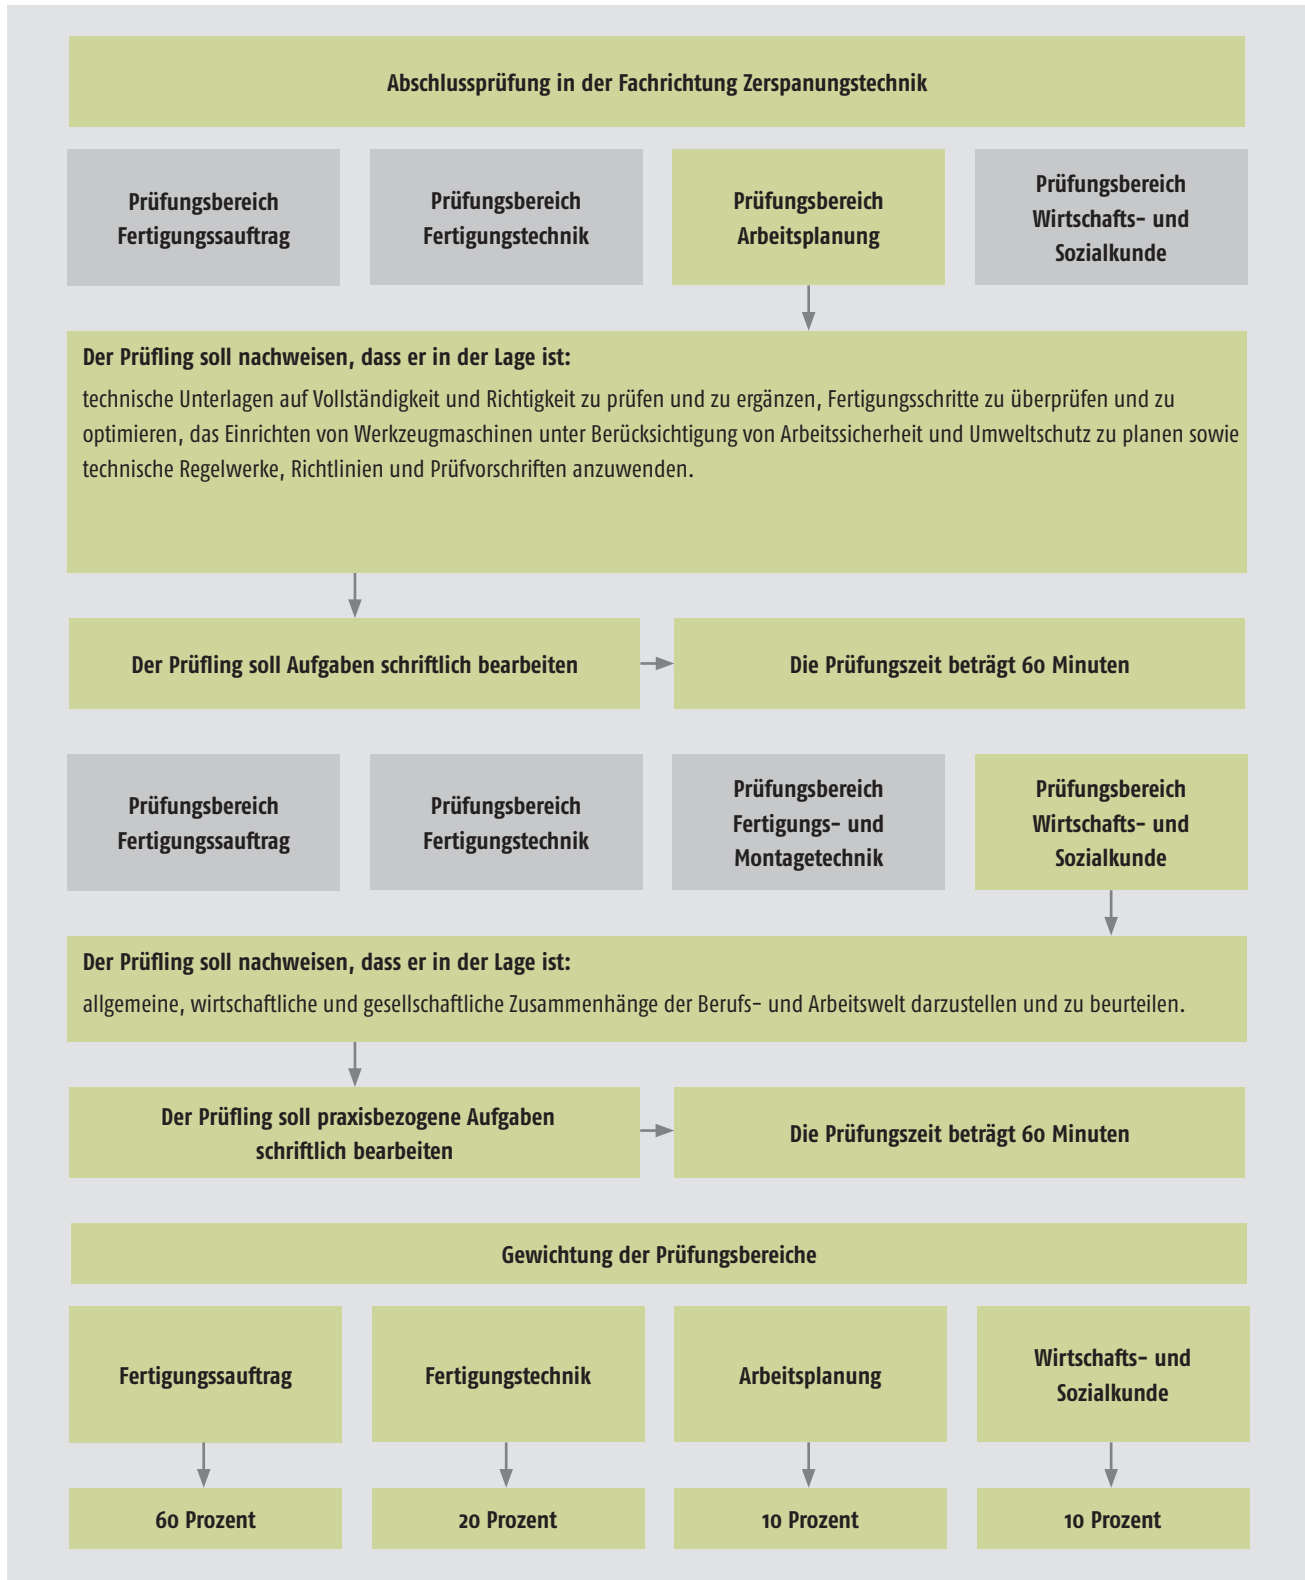 Abschlussprüfung in der Fachrichtung Zerspanungstechnik
Prüfungsbereich
Fertigungssauftrag
Prüfungsbereich
Fertigungstechnik
Prüfungsbereich
Arbeitsplanung
Prüfungsbereich
Wirtschafts- und
Sozialkunde
Der Prüfling soll nachweisen, dass er in der Lage ist:
technische Unterlagen auf Vollständigkeit und Richtigkeit zu prüfen und zu ergänzen, Fertigungsschritte zu überprüfen und zu
optimieren, das Einrichten von Werkzeugmaschinen unter Berücksichtigung von Arbeitssicherheit und Umweltschutz zu planen sowie
technische Regelwerke, Richtlinien und Prüfvorschriften anzuwenden.
Der Prüfling soll Aufgaben schriftlich bearbeiten
Die Prüfungszeit beträgt 60 Minuten
Prüfungsbereich
Fertigungssauftrag
Prüfungsbereich
Fertigungstechnik
Prüfungsbereich
Fertigungs- und
Montagetechnik
Prüfungsbereich
Wirtschafts- und
Sozialkunde
Der Prüfling soll nachweisen, dass er in der Lage ist:
allgemeine, wirtschaftliche und gesellschaftliche Zusammenhänge der Berufs- und Arbeitswelt darzustellen und zu beurteilen.
Der Prüfling soll praxisbezogene Aufgaben
schriftlich bearbeiten
Die Prüfungszeit beträgt 60 Minuten
Gewichtung der Prüfungsbereiche
Fertigungssauftrag
Fertigungstechnik
Arbeitsplanung
Wirtschafts- und
Sozialkunde
60 Prozent
20 Prozent
10 Prozent
10 Prozent